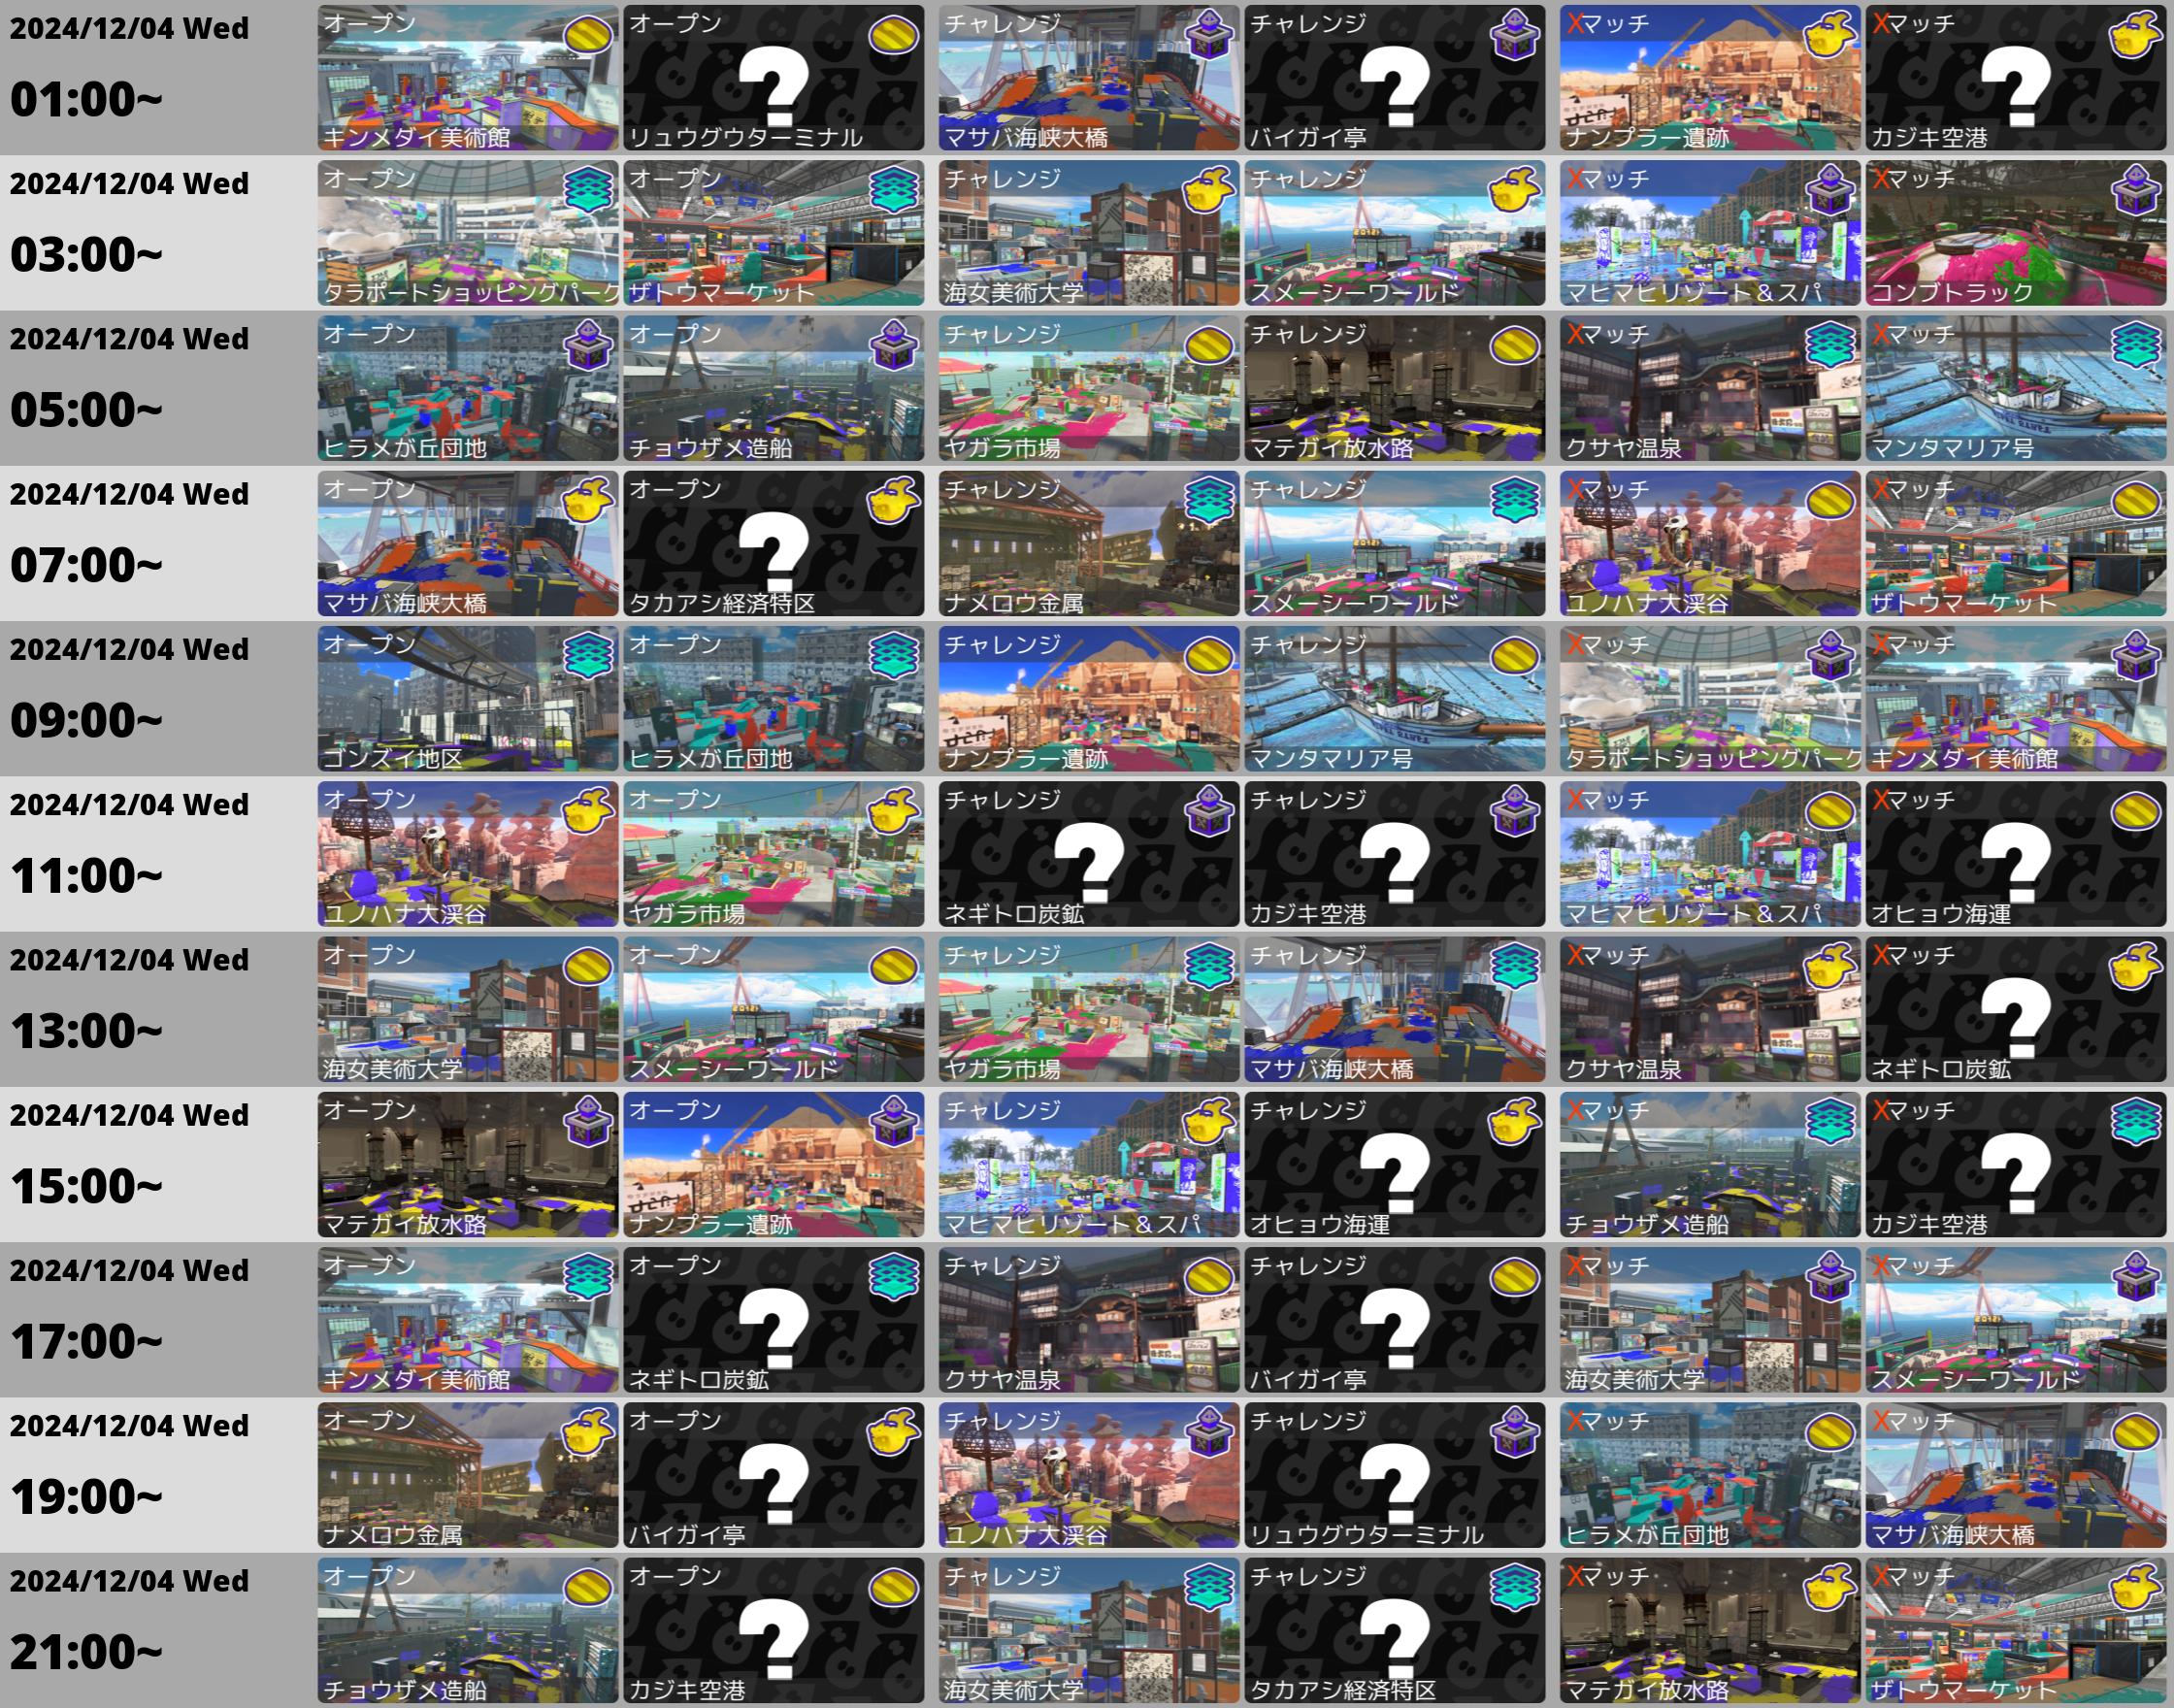 2024/12/04 Wed
01:00~
オープン
キンメダイ美術館
オープン
リュウグウターミナル
チャレンジ
マサバ海峡大橋
チャレンジ
バイガイ亭
Xマッチ
ナンプラー遺跡
Xマッチ
カジキ空港
2024/12/04 Wed
03:00~
オープン
タラポートショッピングパーク
オープン
ザトウマーケット
チャレンジ
海女美術大学
チャレンジ
スメーシーワールド
Xマッチ
マヒマヒリゾート＆スパ
Xマッチ
コンブトラック
2024/12/04 Wed
05:00~
オープン
ヒラメが丘団地
オープン
チョウザメ造船
チャレンジ
ヤガラ市場
チャレンジ
マテガイ放水路
Xマッチ
クサヤ温泉
Xマッチ
マンタマリア号
2024/12/04 Wed
07:00~
オープン
マサバ海峡大橋
オープン
タカアシ経済特区
チャレンジ
ナメロウ金属
チャレンジ
スメーシーワールド
Xマッチ
ユノハナ大渓谷
Xマッチ
ザトウマーケット
2024/12/04 Wed
09:00~
オープン
ゴンズイ地区
オープン
ヒラメが丘団地
チャレンジ
ナンプラー遺跡
チャレンジ
マンタマリア号
Xマッチ
タラポートショッピングパーク
Xマッチ
キンメダイ美術館
2024/12/04 Wed
11:00~
オープン
ユノハナ大渓谷
オープン
ヤガラ市場
チャレンジ
ネギトロ炭鉱
チャレンジ
カジキ空港
Xマッチ
マヒマヒリゾート＆スパ
Xマッチ
オヒョウ海運
2024/12/04 Wed
13:00~
オープン
海女美術大学
オープン
スメーシーワールド
チャレンジ
ヤガラ市場
チャレンジ
マサバ海峡大橋
Xマッチ
クサヤ温泉
Xマッチ
ネギトロ炭鉱
2024/12/04 Wed
15:00~
オープン
マテガイ放水路
オープン
ナンプラー遺跡
チャレンジ
マヒマヒリゾート＆スパ
チャレンジ
オヒョウ海運
Xマッチ
チョウザメ造船
Xマッチ
カジキ空港
2024/12/04 Wed
17:00~
オープン
キンメダイ美術館
オープン
ネギトロ炭鉱
チャレンジ
クサヤ温泉
チャレンジ
バイガイ亭
Xマッチ
海女美術大学
Xマッチ
スメーシーワールド
2024/12/04 Wed
19:00~
オープン
ナメロウ金属
オープン
バイガイ亭
チャレンジ
ユノハナ大渓谷
チャレンジ
リュウグウターミナル
Xマッチ
ヒラメが丘団地
Xマッチ
マサバ海峡大橋
2024/12/04 Wed
21:00~
オープン
チョウザメ造船
オープン
カジキ空港
チャレンジ
海女美術大学
チャレンジ
タカアシ経済特区
Xマッチ
マテガイ放水路
Xマッチ
ザトウマーケット